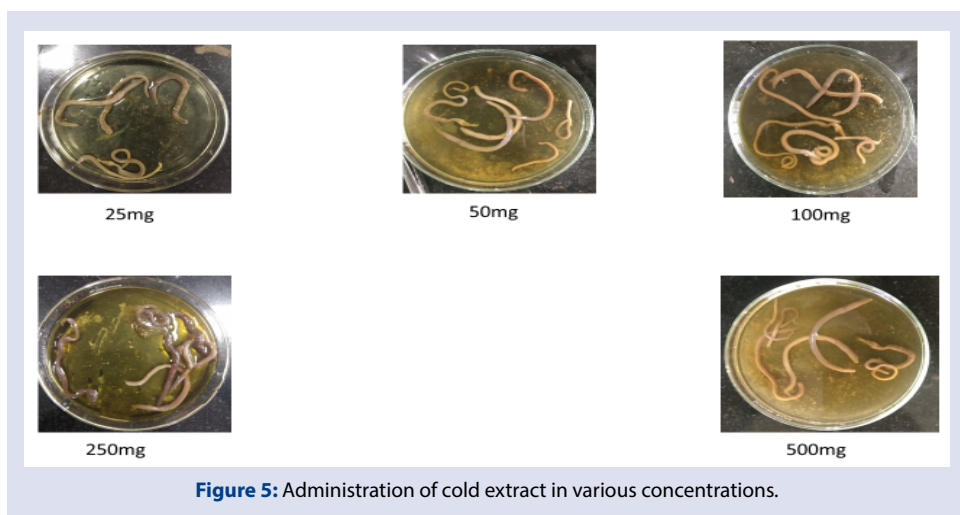 25mg
50mg
100mg
250mg
500mg
Figure 5: Administration of cold extract in various concentrations.